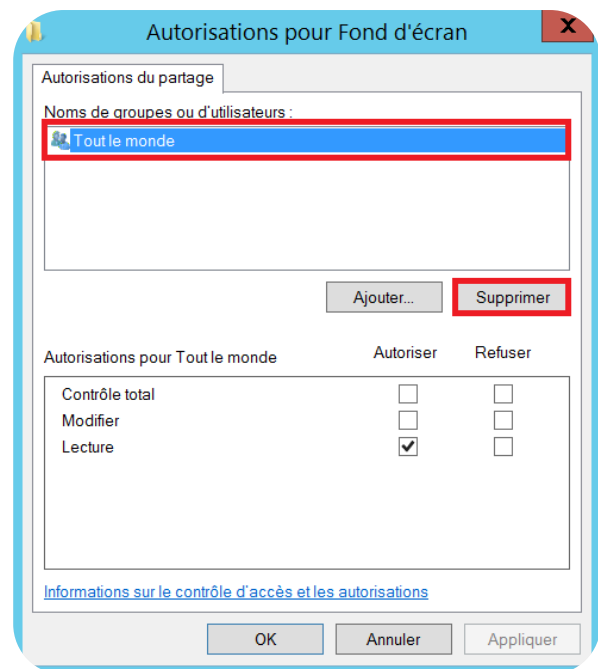 Autorisations pour Fond d'écran
X
Autorisations du partage
Noms de groupes ou d'utilisateurs :
Tout le monde
Ajouter...
Supprimer
Autorisations pour Tout le monde Autoriser Refuser
Contrôle total
Modifier
Lecture
Informations sur le contrôle d'accès et les autorisations
OK Annuler Appliquer